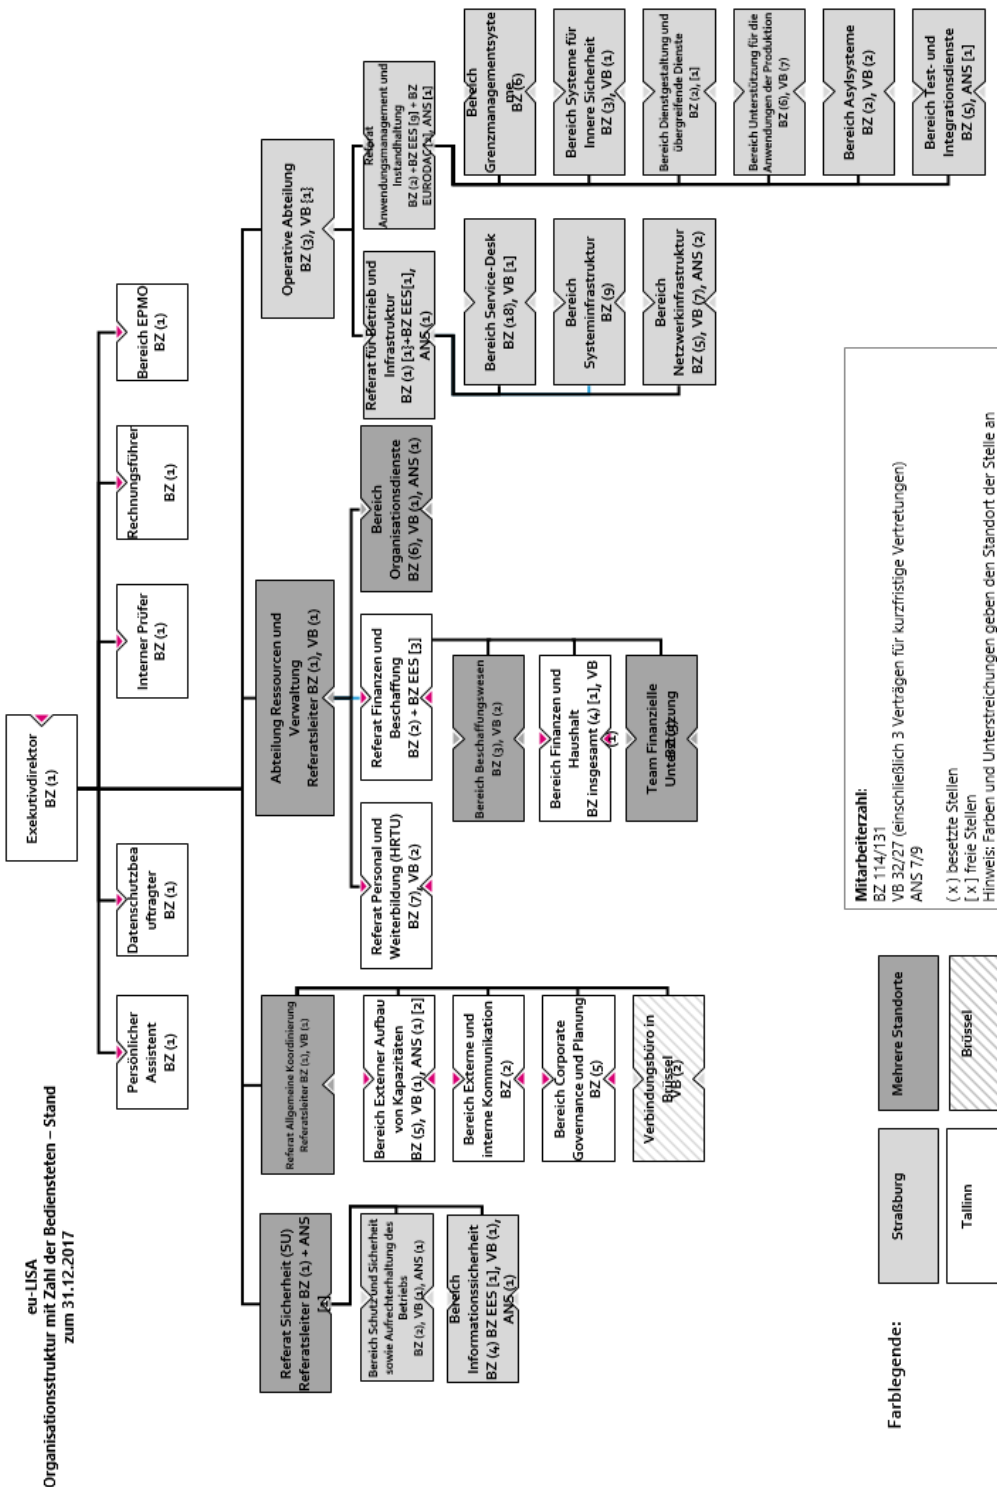 eu-LISA
Organisationsstruktur mit Zahl der Bediensteten – Stand
zum 31.12.2017
Exekutivdirektor
BZ (1)
Persönlicher
Assistent
BZ (1)
Datenschutzbea
uftragter
BZ (1)
Interner Prüfer
BZ (1)
Rechnungsführer
BZ (1)
Bereich EPMO
BZ (1)
Referat Sicherheit (SU)
Referatsleiter BZ (1) + ANS
Bereich Schutz und Sicherheit
sowie Aufrechterhaltung des
Betriebs
BZ (2), VB (1), ANS (1)
Bereich
Informationssicherheit
BZ (4) BZ EES [1], VB (1),
ANS (1)
Referat Allgemeine Koordinierung
Referatsleiter BZ (1), VB (1)
Bereich Externer Aufbau
von Kapazitäten
BZ (5), VB (1), ANS (1) [2]
Bereich Externe und
interne Kommunikation
BZ (2)
Bereich Corporate
Governance und Planung
BZ (5)
Verbindungsbüro in
Brüssel
VB (2)
Abteilung Ressourcen und
Verwaltung
Referatsleiter BZ (1), VB (1)
Referat Personal und
Weiterbildung (HRTU)
BZ (7), VB (2)
Referat Finanzen und
Beschaffung
BZ (2) + BZ EES [3]
Bereich
Organisationsdienste
BZ (6), VB (1), ANS (1)
Bereich Beschaffungswesen
BZ (3), VB (2)
Bereich Finanzen und
Haushalt
BZ insgesamt (4) [1], VB
(1)
Team Finanzielle
Unterstützung
Operative Abteilung
BZ (3), VB [1}
Referat für Betrieb und
Infrastruktur
BZ (1) [1}+BZ EES[1],
ANS (1)
Bereich Service-Desk
BZ (18), VB [1]
Bereich
Systeminfrastruktur
BZ (9)
Bereich
Netzwerkinfrastruktur
BZ (5), VB (7), ANS (2)
Referat
Anwendungsmanagement und
Instandhaltung
BZ (2) +BZ EES [9] + BZ
EURODAC [2], ANS [1]
Bereich
Grenzmanagementsyste
me
BZ (6)
Bereich Systeme für
Innere Sicherheit
BZ (3), VB (1)
Bereich Dienstgestaltung und
übergreifende Dienste
BZ (2), [1]
Bereich Unterstützung für die
Anwendungen der Produktion
BZ (6), VB (7)
Bereich Asylsysteme
BZ (2), VB (2)
Bereich Test- und
Integrationsdienste
BZ (5), ANS [1]
Farblegende:
Straßburg
Mehrere Standorte
Tallinn
Brüssel
Mitarbeiterzahl:
BZ 114/131
VB 32/27 (einschließlich 3 Verträgen für kurzfristige Vertretungen)
ANS 7/9
( x ) besetzte Stellen
[ x ] freie Stellen
Hinweis: Farben und Unterstreichungen geben den Standort der Stelle an